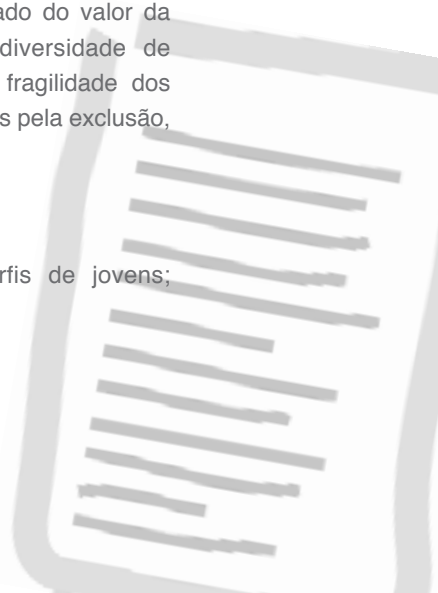 ado do valor da
diversidade de
fragilidade dos
s pela exclusão,
rfis de jovens;